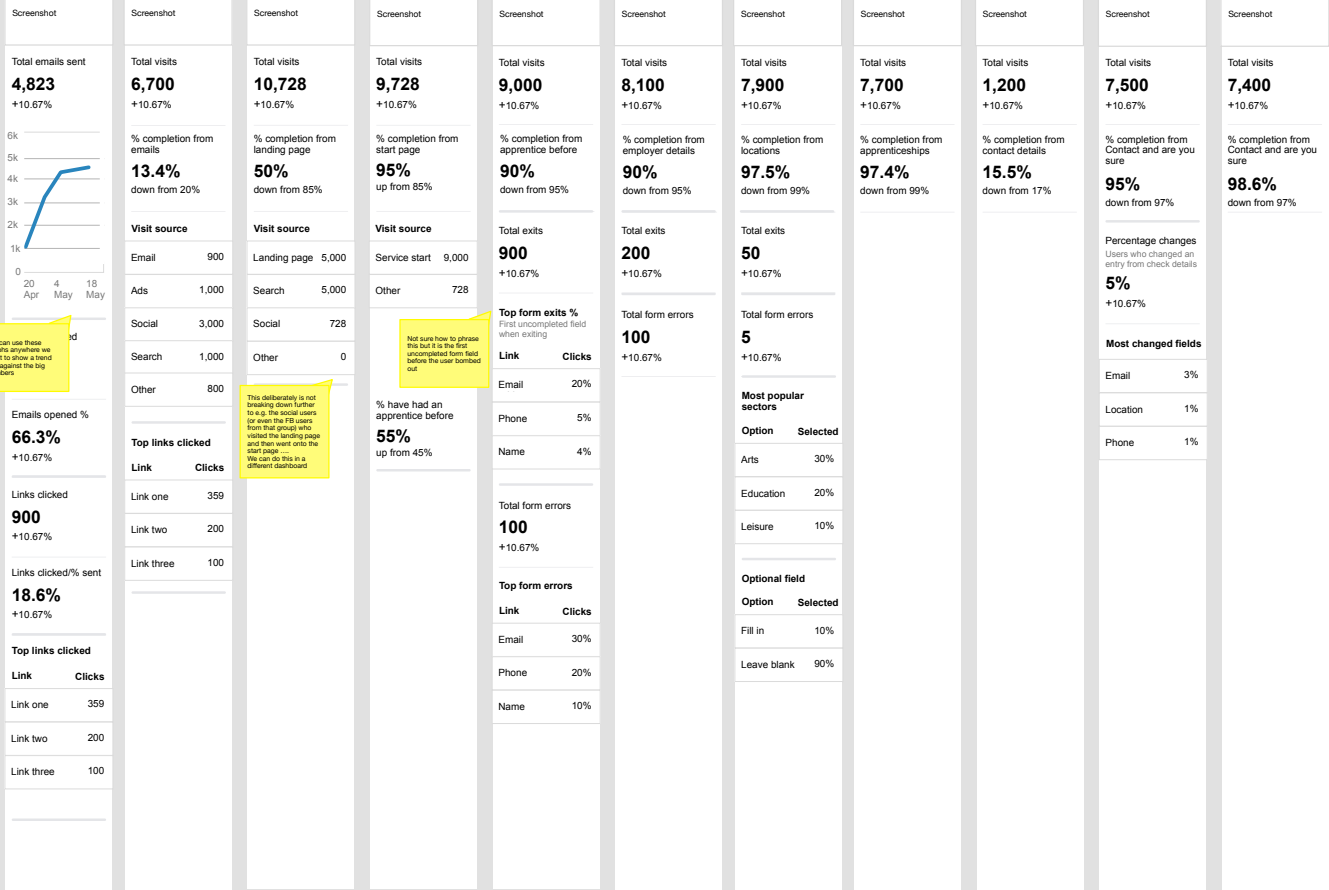 Screenshot
Total emails sent
4,823
+10.67%
6k
5k
4k
3k
2k
1k
0
20 Apr
4 May
18 May
can use these
anywhere we
to show a trend
against the big
Emails opened %
66.3%
+10.67%
Links clicked
900
+10.67%
Links clicked/% sent
18.6%
+10.67%
Top links clicked
Link Clicks
Link one 359
Link two 200
Link three 100
Screenshot
Total visits
6,700
+10.67%
% completion from
emails
13.4%
down from 20%
Visit source
Email 900
Ads 1,000
Social 3,000
Search 1,000
Other 800
Top links clicked
Link Clicks
Link one 359
Link two 200
Link three 100
Screenshot
Total visits
10,728
+10.67%
% completion from
landing page
50%
down from 85%
Visit source
Landing page 5,000
Search 5,000
Social 728
Other 0
This deliberately is not
breaking down further
to e.g. the social users
(or even the FB users
from that group) who
visited the landing page
and then went onto the
start page ....
We can do this in a
different dashboard
Screenshot
Total visits
9,728
+10.67%
% completion from
start page
95%
up from 85%
Visit source
Service start 9,000
Other 728
Not sure how to phrase
this but it is the first
uncompleted form field
before the user bombed
out
% have had an
apprentice before
55%
up from 45%
Screenshot
Total visits
9,000
+10.67%
% completion from
apprentice before
90%
down from 95%
Total exits
900
+10.67%
Top form exits %
First uncompleted field
when exiting
Link Clicks
Email 20%
Phone 5%
Name 4%
Total form errors
100
+10.67%
Top form errors
Link Clicks
Email 30%
Phone 20%
Name 10%
Screenshot
Total visits
8,100
+10.67%
% completion from
employer details
90%
down from 95%
Total exits
200
+10.67%
Total form errors
100
+10.67%
Screenshot
Total visits
7,900
+10.67%
% completion from
locations
97.5%
down from 99%
Total exits
50
+10.67%
Total form errors
5
+10.67%
Most popular
sectors
Option Selected
Arts 30%
Education 20%
Leisure 10%
Optional field
Option Selected
Fill in 10%
Leave blank 90%
Screenshot
Total visits
7,700
+10.67%
% completion from
apprenticeships
97.4%
down from 99%
Screenshot
Total visits
1,200
+10.67%
% completion from
contact details
15.5%
down from 17%
Screenshot
Total visits
7,500
+10.67%
% completion from
Contact and are you
sure
95%
down from 97%
Percentage changes
Users who changed an
entry from check details
5%
+10.67%
Most changed fields
Email 3%
Location 1%
Phone 1%
Screenshot
Total visits
7,400
+10.67%
% completion from
Contact and are you
sure
98.6%
down from 97%